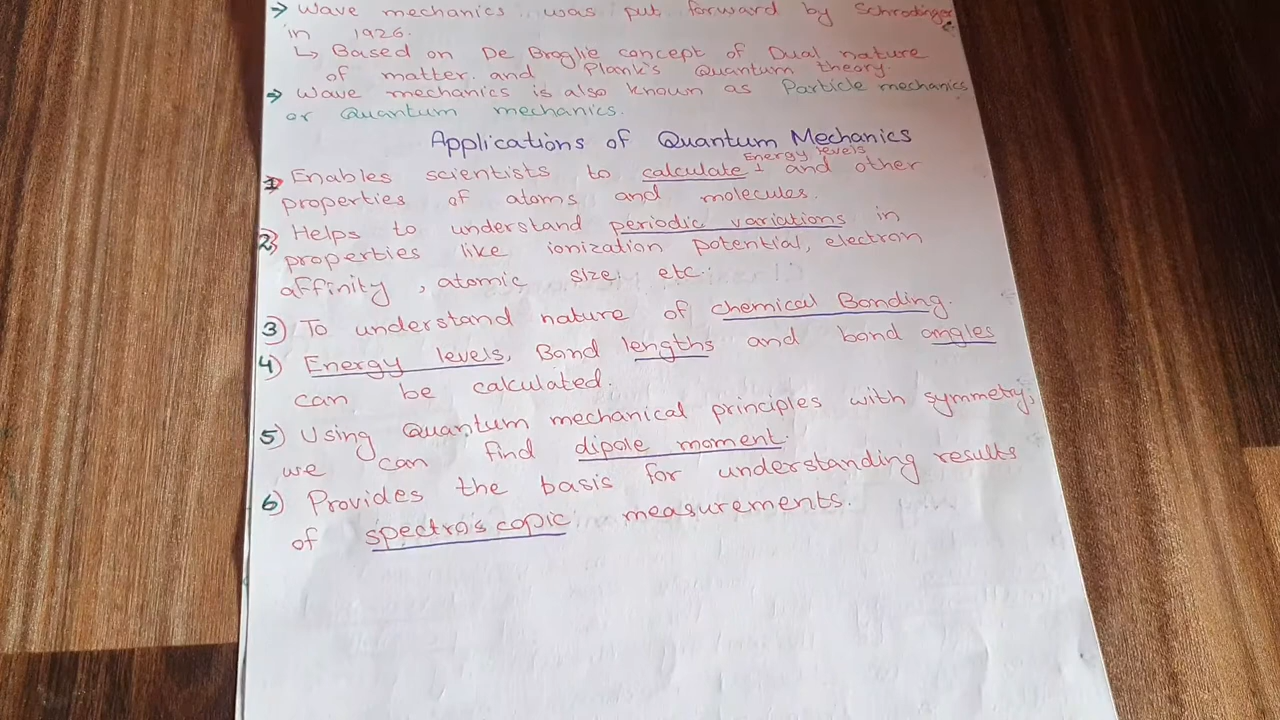 → Wave mechanics was put forward by Schrodinger
in 1926.
↳ Based on De Broglie concept of Dual nature
of matter and Plank's Quantum theory.
→ Wave mechanics is also known as Particle mechanics
or Quantum mechanics.
Applications of Quantum Mechanics
Energy levels
1) Enables scientists to calculate ⊥ and other
properties of atoms and molecules.
2) Helps to understand periodic variations in
properties like ionization potential, electron
affinity, atomic size, etc.
3) To understand nature of chemical Bonding.
4) Energy levels, Bond lengths and bond angles
can be calculated.
5) Using Quantum mechanical principles with symmetry,
we can find dipole moment.
6) Provides the basis for understanding results
of spectroscopic measurements.